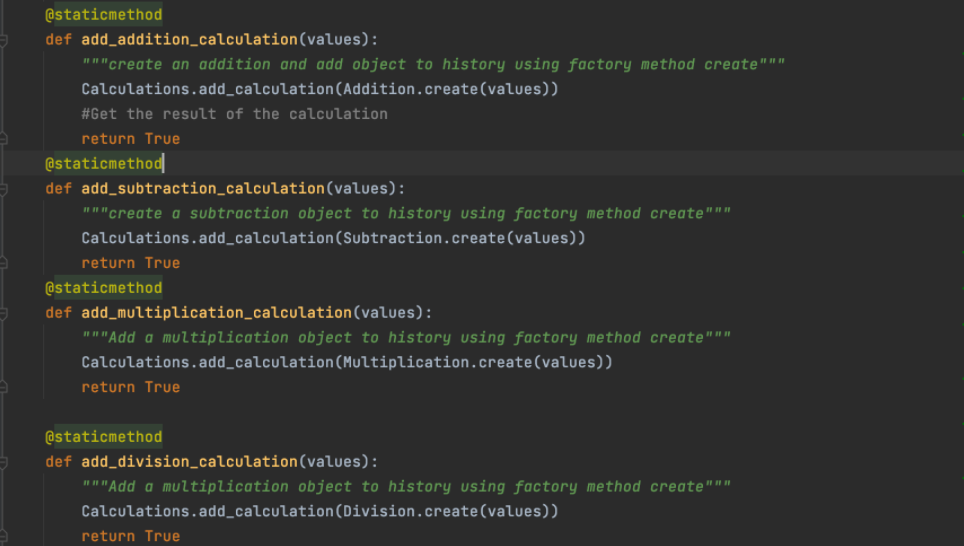 @staticmethod
def add_addition_calculation(values):
"""create an addition and add object to history using factory method create"""
Calculations.add_calculation(Addition.create(values))
#Get the result of the calculation
return True
@staticmethod
def add_subtraction_calculation(values):
"""create a subtraction object to history using factory method create"""
Calculations.add_calculation(Subtraction.create(values))
return True
@staticmethod
def add_multiplication_calculation(values):
"""Add a multiplication object to history using factory method create"""
Calculations.add_calculation(Multiplication.create(values))
return True
@staticmethod
def add_division_calculation(values):
"""Add a multiplication object to history using factory method create"""
Calculations.add_calculation(Division.create(values))
return True